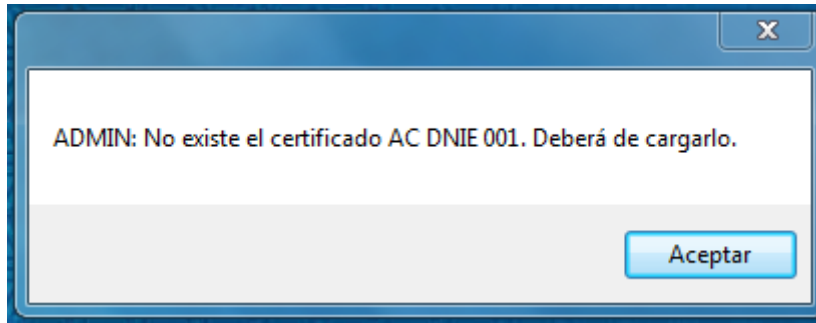 ADMIN: No existe el certificado AC DNIE 001. Deberá de cargarlo.
Aceptar